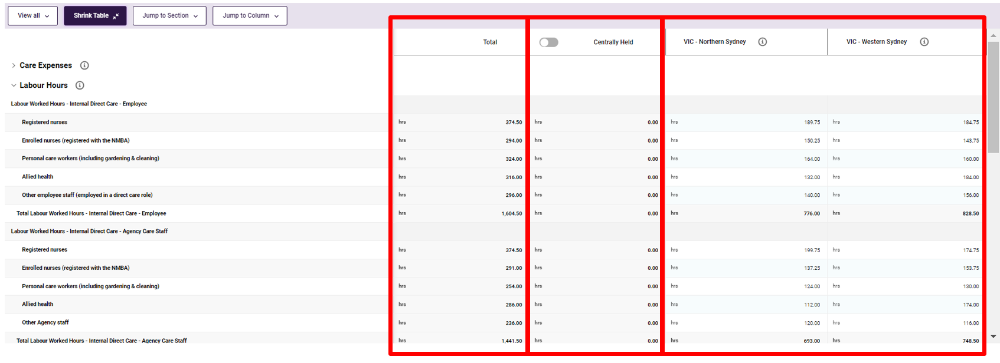 View all Shrink Table Jump to Section Jump to Column
Total Centrally Held VIC - Northern Sydney VIC - Western Sydney
Care Expenses
Labour Hours
Labour Worked Hours - Internal Direct Care - Employee
Registered nurses hrs 374.50 hrs 0.00 hrs 189.75 hrs 184.75
Enrolled nurses (registered with the NMBA) hrs 294.00 hrs 0.00 hrs 150.25 hrs 143.75
Personal care workers (including gardening & cleaning) hrs 324.00 hrs 0.00 hrs 164.00 hrs 160.00
Allied health hrs 316.00 hrs 0.00 hrs 132.00 hrs 184.00
Other employee staff (employed in a direct care role) hrs 296.00 hrs 0.00 hrs 140.00 hrs 156.00
Total Labour Worked Hours - Internal Direct Care - Employee hrs 1,604.50 hrs 0.00 hrs 776.00 hrs 828.50
Labour Worked Hours - Internal Direct Care - Agency Care Staff
Registered nurses hrs 374.50 hrs 0.00 hrs 199.75 hrs 174.75
Enrolled nurses (registered with the NMBA) hrs 291.00 hrs 0.00 hrs 137.25 hrs 153.75
Personal care workers (including gardening & cleaning) hrs 254.00 hrs 0.00 hrs 124.00 hrs 130.00
Allied health hrs 286.00 hrs 0.00 hrs 112.00 hrs 174.00
Other Agency staff hrs 236.00 hrs 0.00 hrs 120.00 hrs 116.00
Total Labour Worked Hours - Internal Direct Care - Agency Care Staff hrs 1,441.50 hrs 0.00 hrs 693.00 hrs 748.50